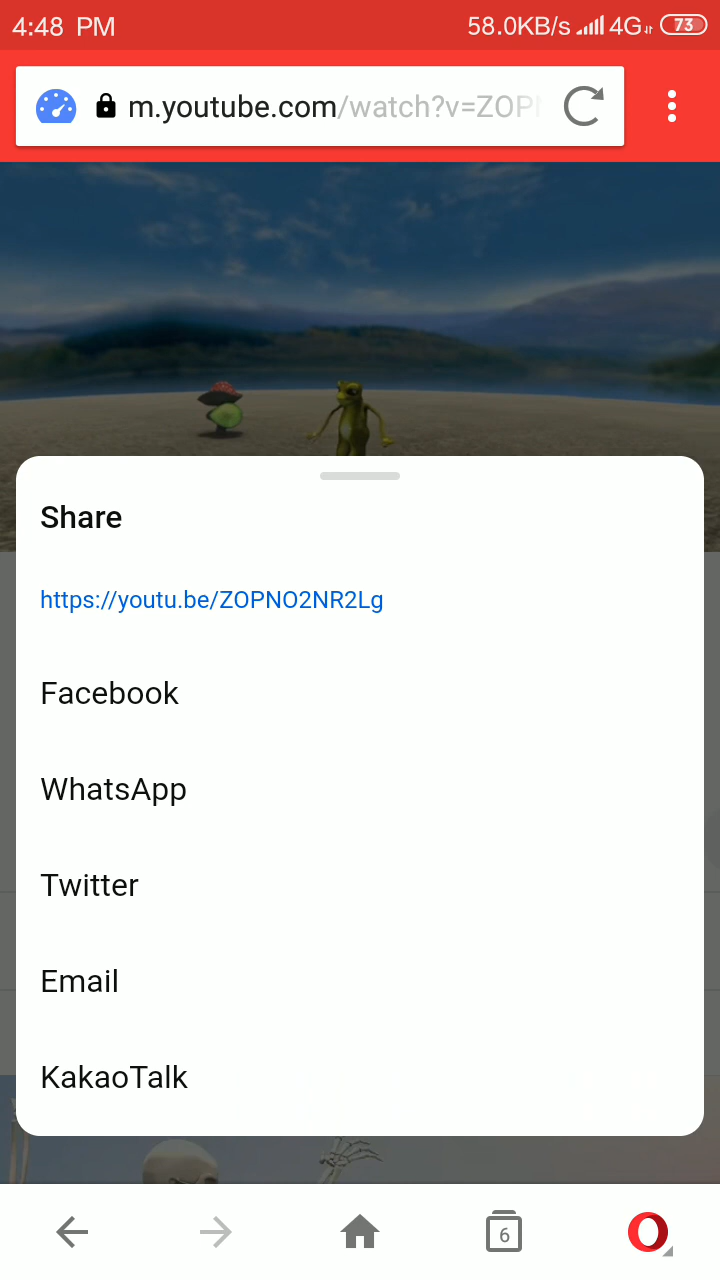 4:48 PM
58.0KB/s 4G 73
m.youtube.com/watch?v=ZOP
Share
https://youtu.be/ZOPNO2NR2Lg
Facebook
WhatsApp
Twitter
Email
KakaoTalk
6